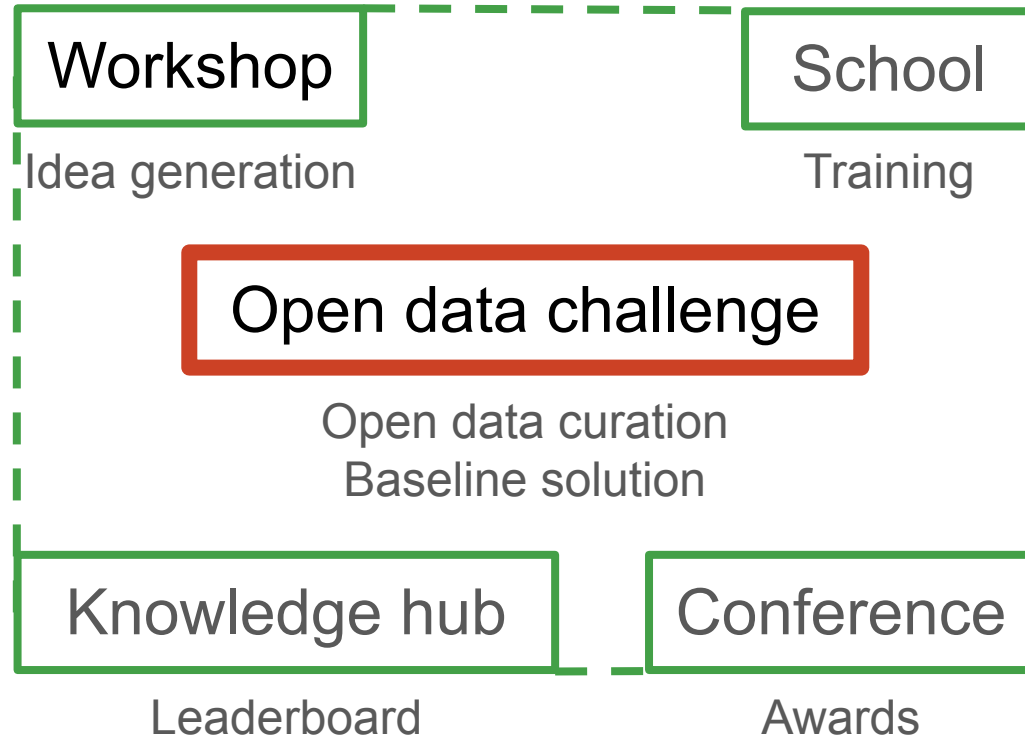 Workshop
School
Idea generation
Training
Open data challenge
Open data curation
Baseline solution
Knowledge hub
Conference
Leaderboard
Awards